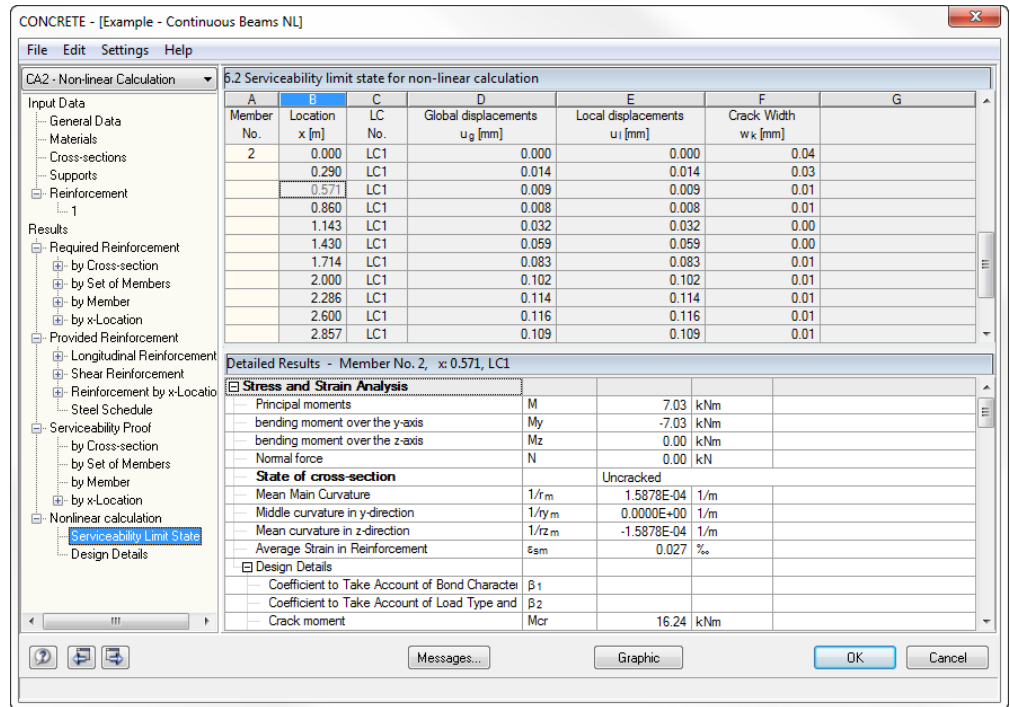 CONCRETE - [Example - Continuous Beams NL]
x
File Edit Settings Help
CA2 - Non-linear Calculation
Input Data
General Data
Materials
Cross-sections
Supports
Reinforcement
1
Results
Required Reinforcement
by Cross-section
by Set of Members
by Member
by x-Location
Provided Reinforcement
Longitudinal Reinforcement
Shear Reinforcement
Reinforcement by x-Locatio
Steel Schedule
Serviceability Proof
by Cross-section
by Set of Members
by Member
by x-Location
Nonlinear calculation
Serviceability Limit State
Design Details
6.2 Serviceability limit state for non-linear calculation
A B C D E F G
Member Location LC Global displacements Local displacements Crack Width
No. x [m] No. ug [mm] ul [mm] wk [mm]
2 0.000 LC1 0.000 0.000 0.04
0.290 LC1 0.014 0.014 0.03
0.571 LC1 0.009 0.009 0.01
0.860 LC1 0.008 0.008 0.01
1.143 LC1 0.032 0.032 0.00
1.430 LC1 0.059 0.059 0.00
1.714 LC1 0.083 0.083 0.01
2.000 LC1 0.102 0.102 0.01
2.286 LC1 0.114 0.114 0.01
2.600 LC1 0.116 0.116 0.01
2.857 LC1 0.109 0.109 0.01
Detailed Results - Member No. 2, x: 0.571, LC1
Stress and Strain Analysis
Principal moments M 7.03 kNm
bending moment over the y-axis My -7.03 kNm
bending moment over the z-axis Mz 0.00 kNm
Normal force N 0.00 kN
State of cross-section Uncracked
Mean Main Curvature 1/rm 1.5878E-04 1/m
Middle curvature in y-direction 1/ry m 0.0000E+00 1/m
Mean curvature in z-direction 1/rz m -1.5878E-04 1/m
Average Strain in Reinforcement εsm 0.027 ‰
Design Details
Coefficient to Take Account of Bond Character β1
Coefficient to Take Account of Load Type and β2
Crack moment Mcr 16.24 kNm
Messages... Graphic OK Cancel